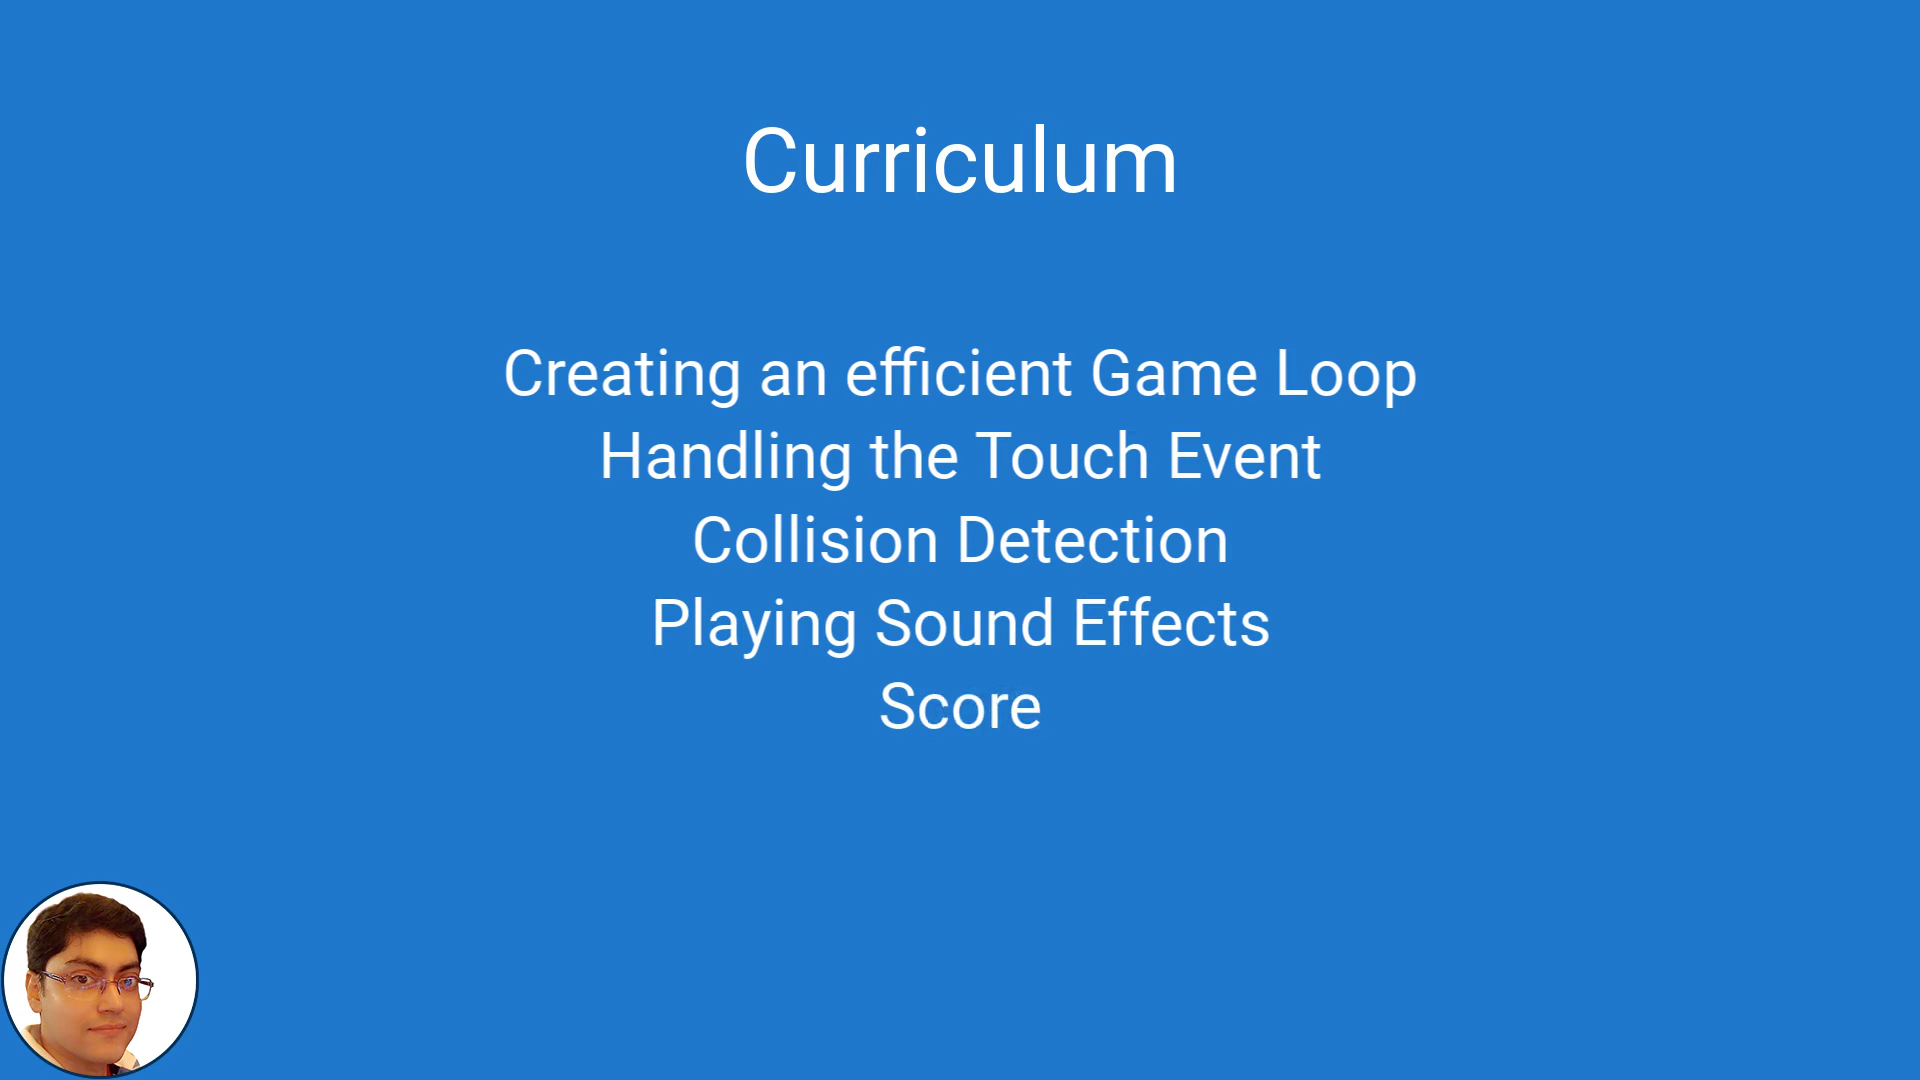 Curriculum
Creating an efficient Game Loop
Handling the Touch Event
Collision Detection
Playing Sound Effects
Score